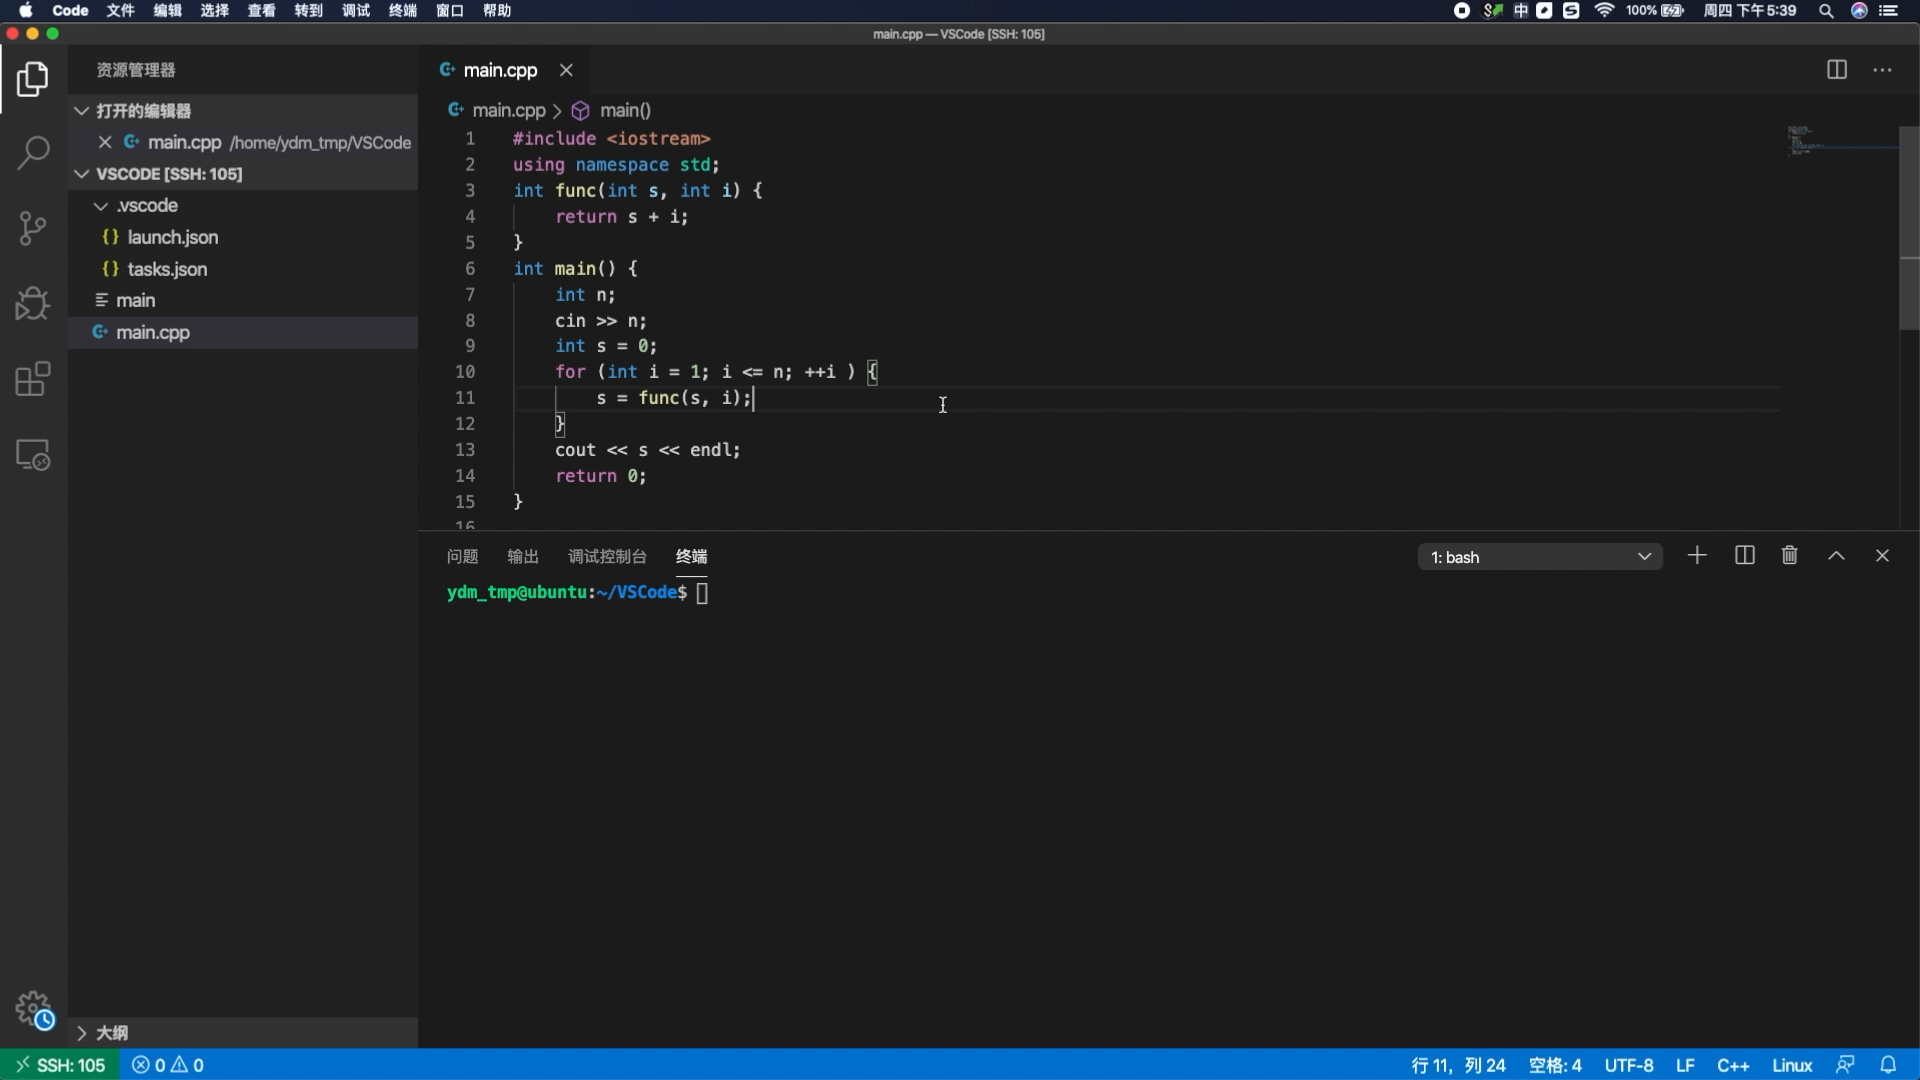 Code 文件 编辑 选择 查看 转到 调试 终端 窗口 帮助 中 100% 周四 下午5:39
main.cpp — VSCode [SSH: 105]
资源管理器
打开的编辑器
main.cpp /home/ydm_tmp/VSCode
VSCODE [SSH: 105]
.vscode
{} launch.json
{} tasks.json
main
main.cpp
大纲
main.cpp
main.cpp > main()
1 #include <iostream>
2 using namespace std;
3 int func(int s, int i) {
4 return s + i;
5 }
6 int main() {
7 int n;
8 cin >> n;
9 int s = 0;
10 for (int i = 1; i <= n; ++i ) {
11 s = func(s, i);
12 }
13 cout << s << endl;
14 return 0;
15 }
16
问题 输出 调试控制台 终端 1: bash
ydm_tmp@ubuntu:~/VSCode$
SSH: 105 0 0 行 11，列 24 空格: 4 UTF-8 LF C++ Linux